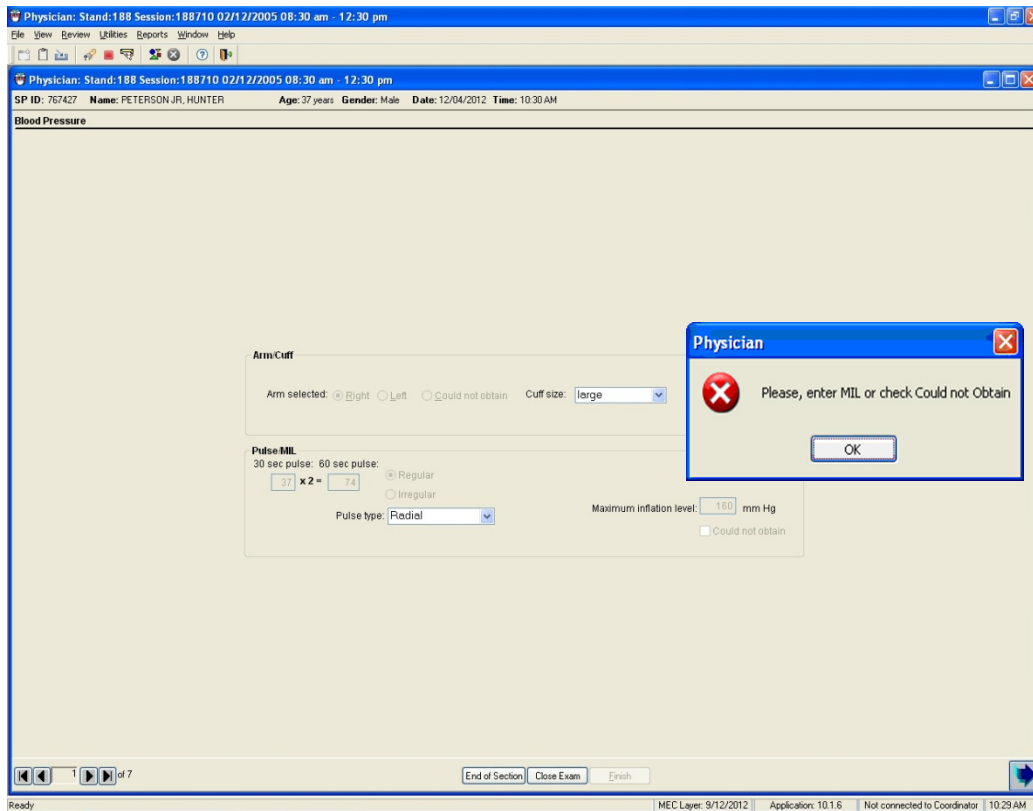 Physician: Stand:188 Session:188710 02/12/2005 08:30 am - 12:30 pm
File View Review Utilities Reports Window Help
Physician: Stand:188 Session:188710 02/12/2005 08:30 am - 12:30 pm
SP ID: 767427 Name: PETERSON JR, HUNTER Age: 37 years Gender: Male Date: 12/04/2012 Time: 10:30 AM
Blood Pressure
Physician
Arm/Cuff
Arm selected: Right Left Could not obtain Cuff size: large
Please, enter MIL or check Could not Obtain
OK
Pulse/MIL
30 sec pulse: 60 sec pulse:
37 x 2 = 74
Regular
Irregular
Maximum inflation level: 160 mm Hg
Pulse type: Radial
Could not obtain
1 of 7 End of Section Close Exam Finish
Ready MEC Layer: 9/12/2012 Application: 10.1.6 Not connected to Coordinator 10:29 AM